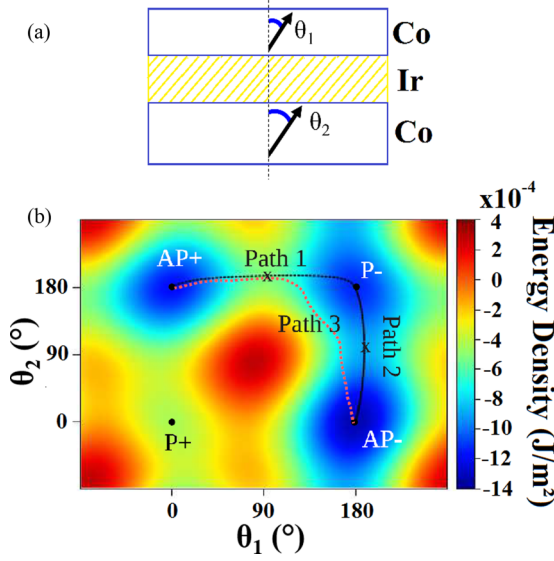 (a)
θ1
Co
Ir
θ2
Co
(b)
x10⁻⁴
AP+
Path 1
P-
Path 3
Path 2
P+
AP-
θ2 (°)
180
90
0
0
90
180
θ1 (°)
4
2
0
-2
-4
-6
-8
-10
-12
-14
Energy Density (J/m²)